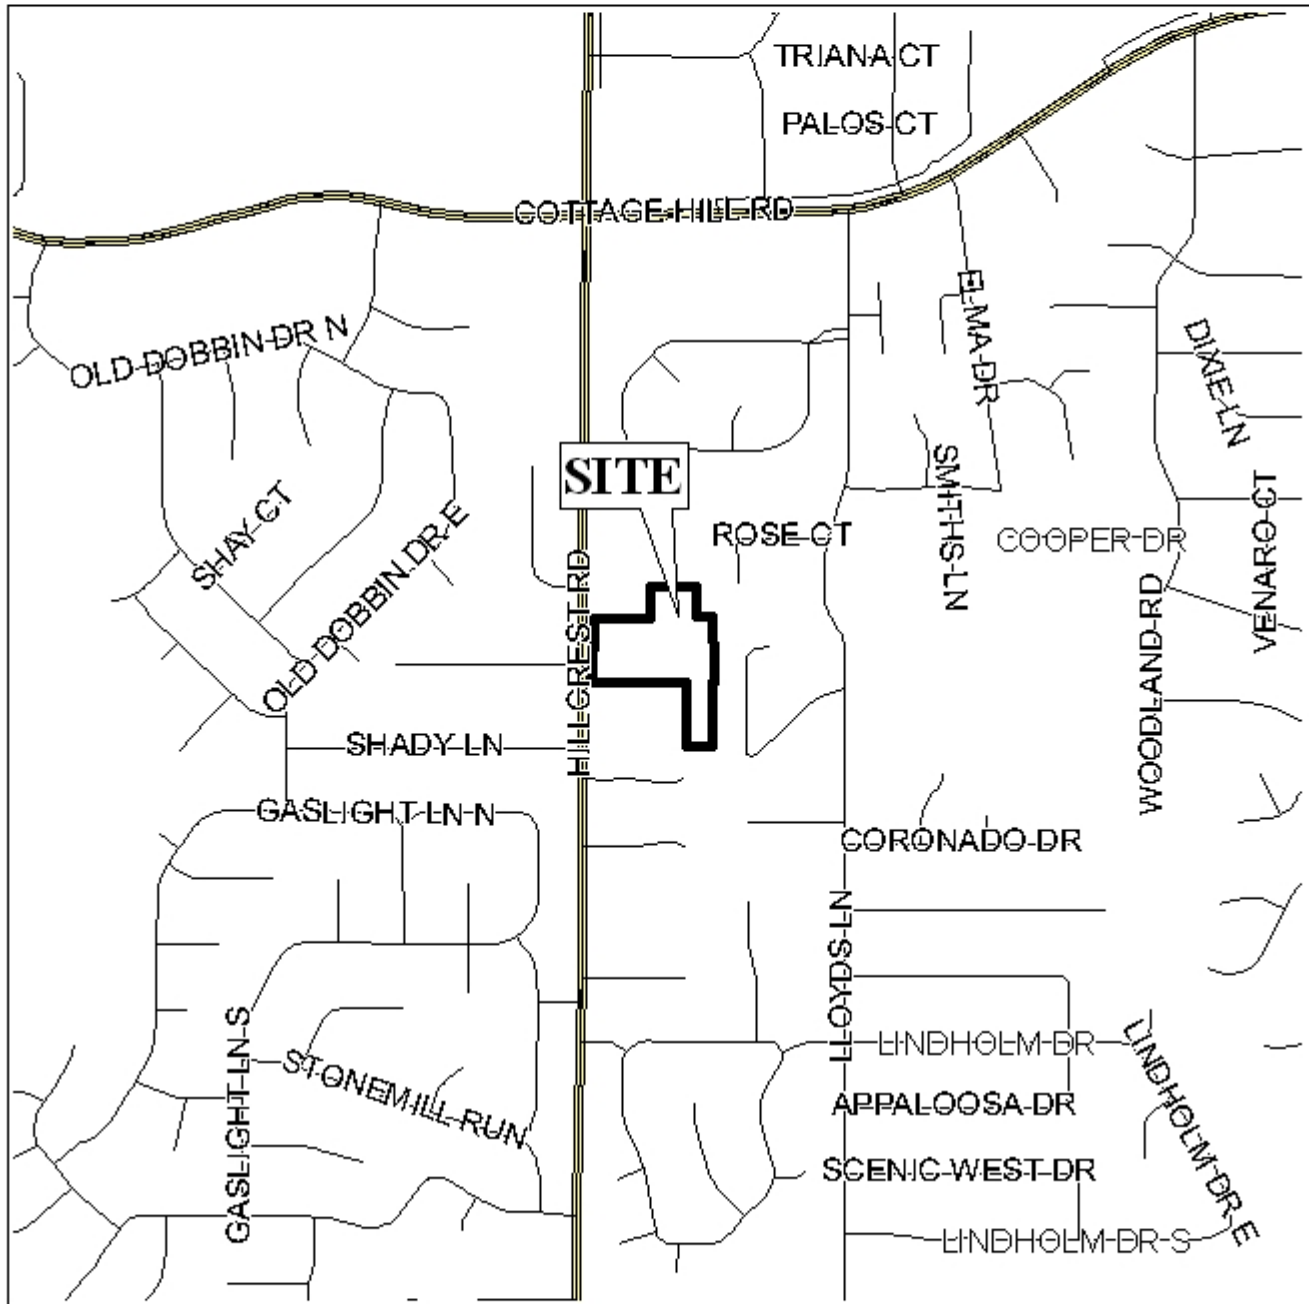 TRIANA CT
PALOS CT
COTTAGE HILL RD
ELMA DR
OLD DOBBIN DR N
DIXIE LN
SITE
SMITHS LN
SHAY CT
OLD DOBBIN DR E
ROSE CT
COOPER DR
VENARO CT
HILLCREST RD
WOODLAND RD
SHADY LN
GASLIGHT LN N
CORONADO DR
LLOYDS LN
GASLIGHT LN S
STONEMILL RUN
LINDHOLM DR
LINDHOLM DR E
APPALOOSA DR
SCENIC WEST DR
LINDHOLM DR S